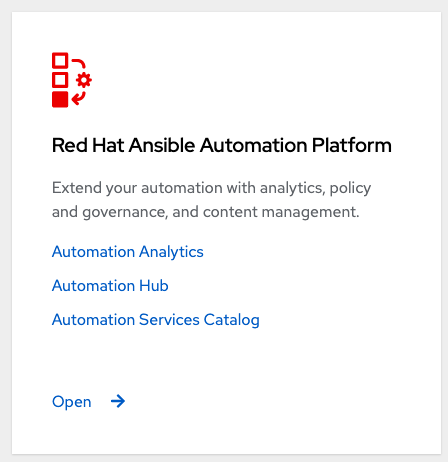 Red Hat Ansible Automation Platform
Extend your automation with analytics, policy
and governance, and content management.
Automation Analytics
Automation Hub
Automation Services Catalog
Open